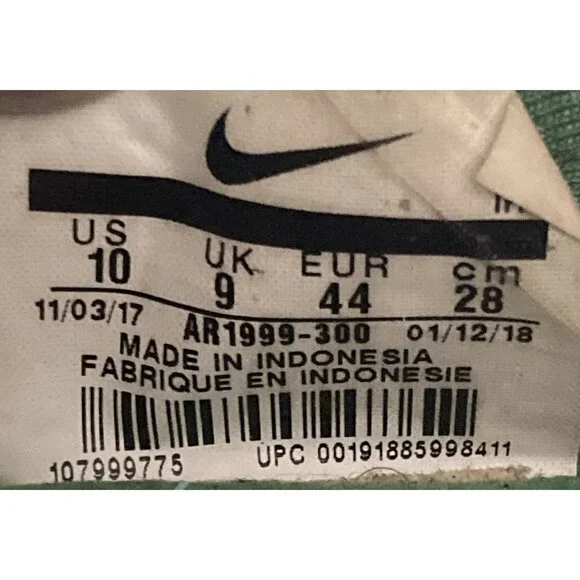 US UK EUR cm
10 9 44 28
11/03/17 AR1999-300 01/12/18
MADE IN INDONESIA
FABRIQUE EN INDONESIE
107999775 UPC 00191885998411